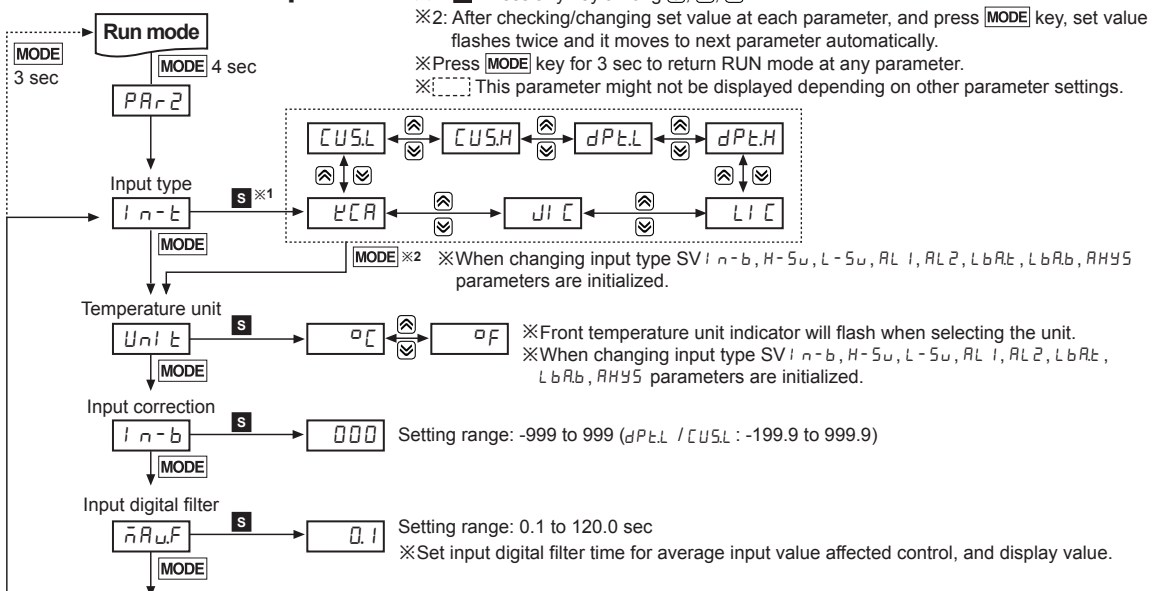 Run mode
MODE
3 sec
MODE 4 sec
PAr2
※2: After checking/changing set value at each parameter, and press MODE key, set value
flashes twice and it moves to next parameter automatically.
※Press MODE key for 3 sec to return RUN mode at any parameter.
※ This parameter might not be displayed depending on other parameter settings.
CUS.L CUS.H dPt.L dPt.H
Input type
In-t S ※1 KCA JIC LIC
MODE
MODE ※2 ※When changing input type SV In-b, H-Sv, L-Sv, AL1, AL2, LbA.t, LbA.b, AHYS
parameters are initialized.
Temperature unit
UnIt S °C °F ※Front temperature unit indicator will flash when selecting the unit.
※When changing input type SV In-b, H-Sv, L-Sv, AL1, AL2, LbA.t,
LbA.b, AHYS parameters are initialized.
MODE
Input correction
In-b S 000 Setting range: -999 to 999 (dPt.L / CUS.L : -199.9 to 999.9)
MODE
Input digital filter
MAv.F S 0.1 Setting range: 0.1 to 120.0 sec
※Set input digital filter time for average input value affected control, and display value.
MODE